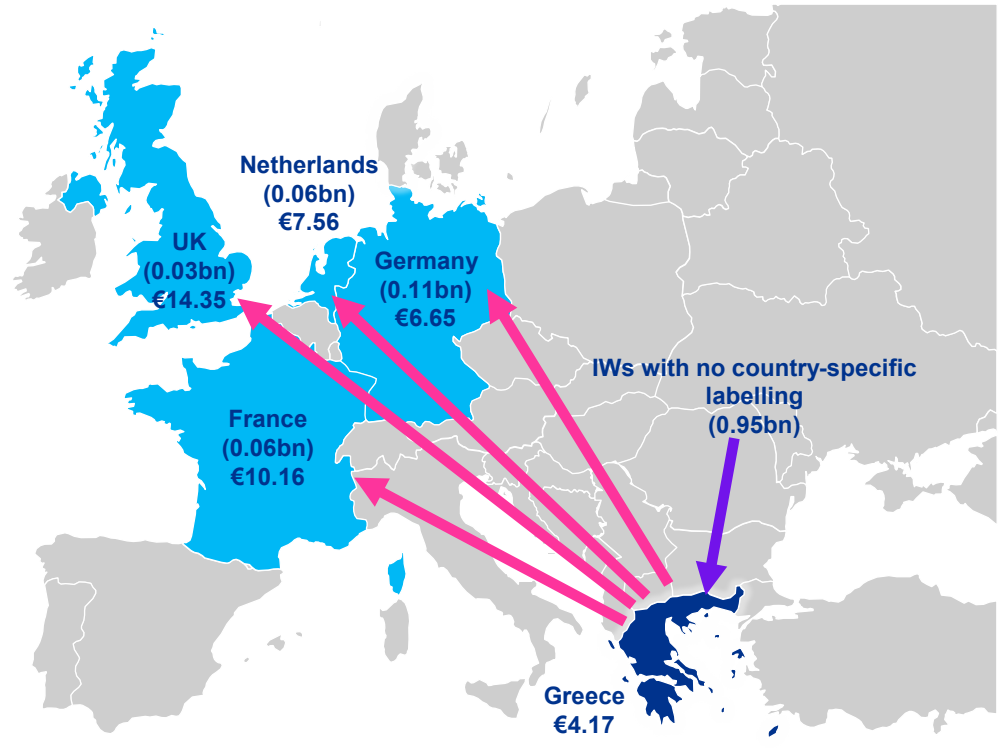 Netherlands
(0.06bn)
€7.56
UK
(0.03bn)
€14.35
Germany
(0.11bn)
€6.65
IWs with no country-specific
labelling
(0.95bn)
France
(0.06bn)
€10.16
Greece
€4.17